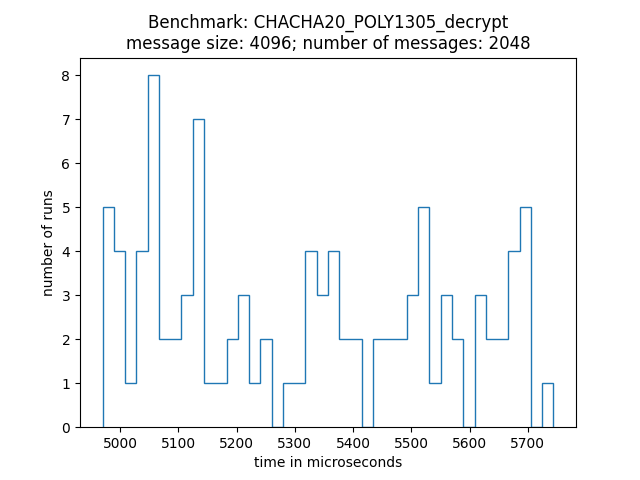 Benchmark: CHACHA20_POLY1305_decrypt
message size: 4096; number of messages: 2048
8
7
6
5
4
3
2
1
0
number of runs
5000 5100 5200 5300 5400 5500 5600 5700
time in microseconds